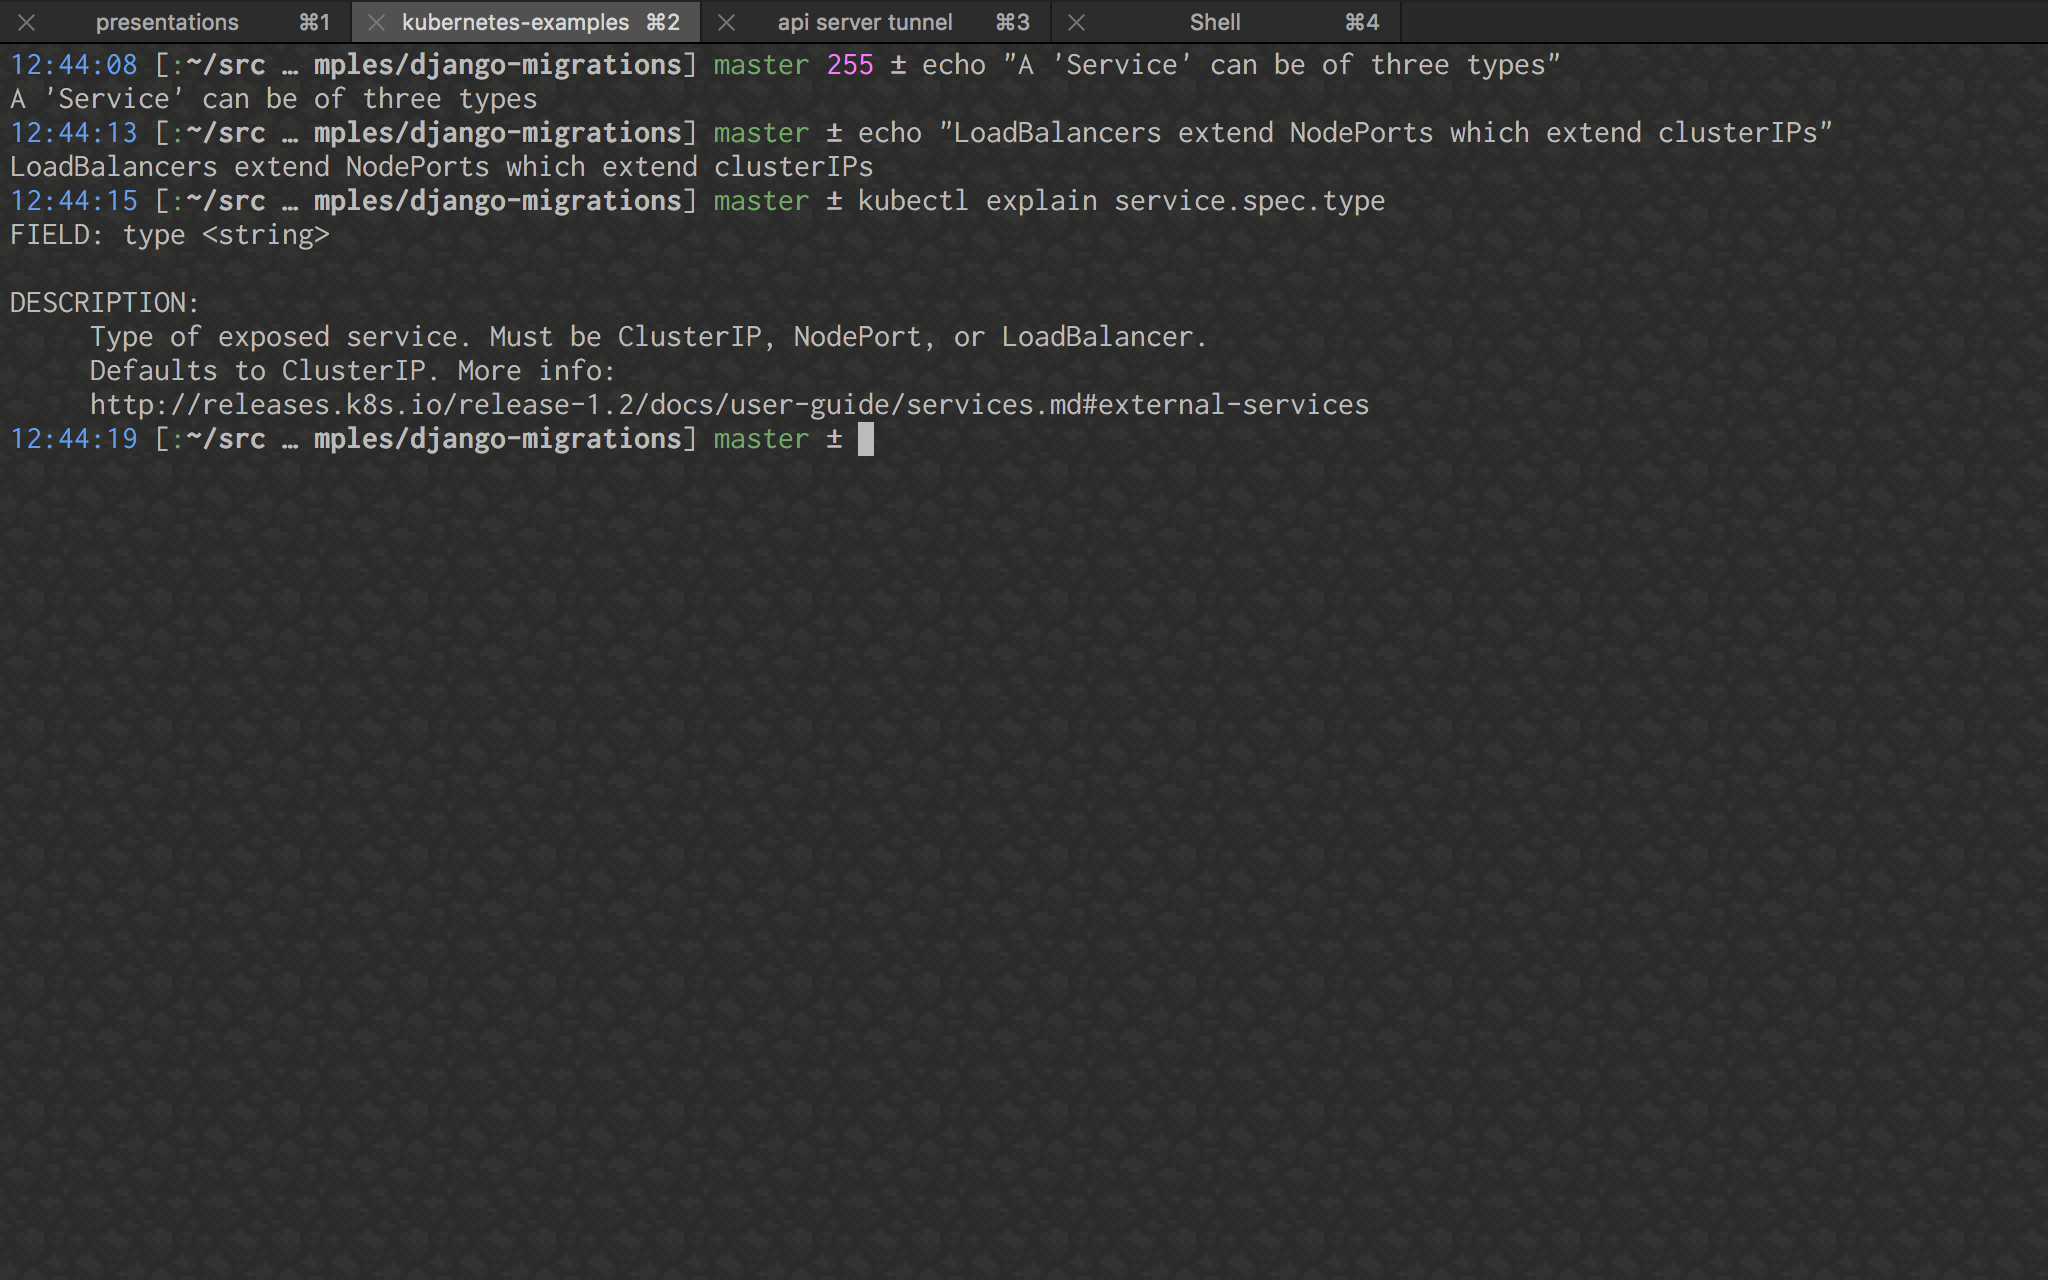 presentations ⌘1 kubernetes-examples ⌘2 api server tunnel ⌘3 Shell ⌘4
12:44:08 [:~/src … mples/django-migrations] master 255 ± echo "A 'Service' can be of three types"
A 'Service' can be of three types
12:44:13 [:~/src … mples/django-migrations] master ± echo "LoadBalancers extend NodePorts which extend clusterIPs"
LoadBalancers extend NodePorts which extend clusterIPs
12:44:15 [:~/src … mples/django-migrations] master ± kubectl explain service.spec.type
FIELD: type <string>
DESCRIPTION:
Type of exposed service. Must be ClusterIP, NodePort, or LoadBalancer.
Defaults to ClusterIP. More info:
http://releases.k8s.io/release-1.2/docs/user-guide/services.md#external-services
12:44:19 [:~/src … mples/django-migrations] master ±